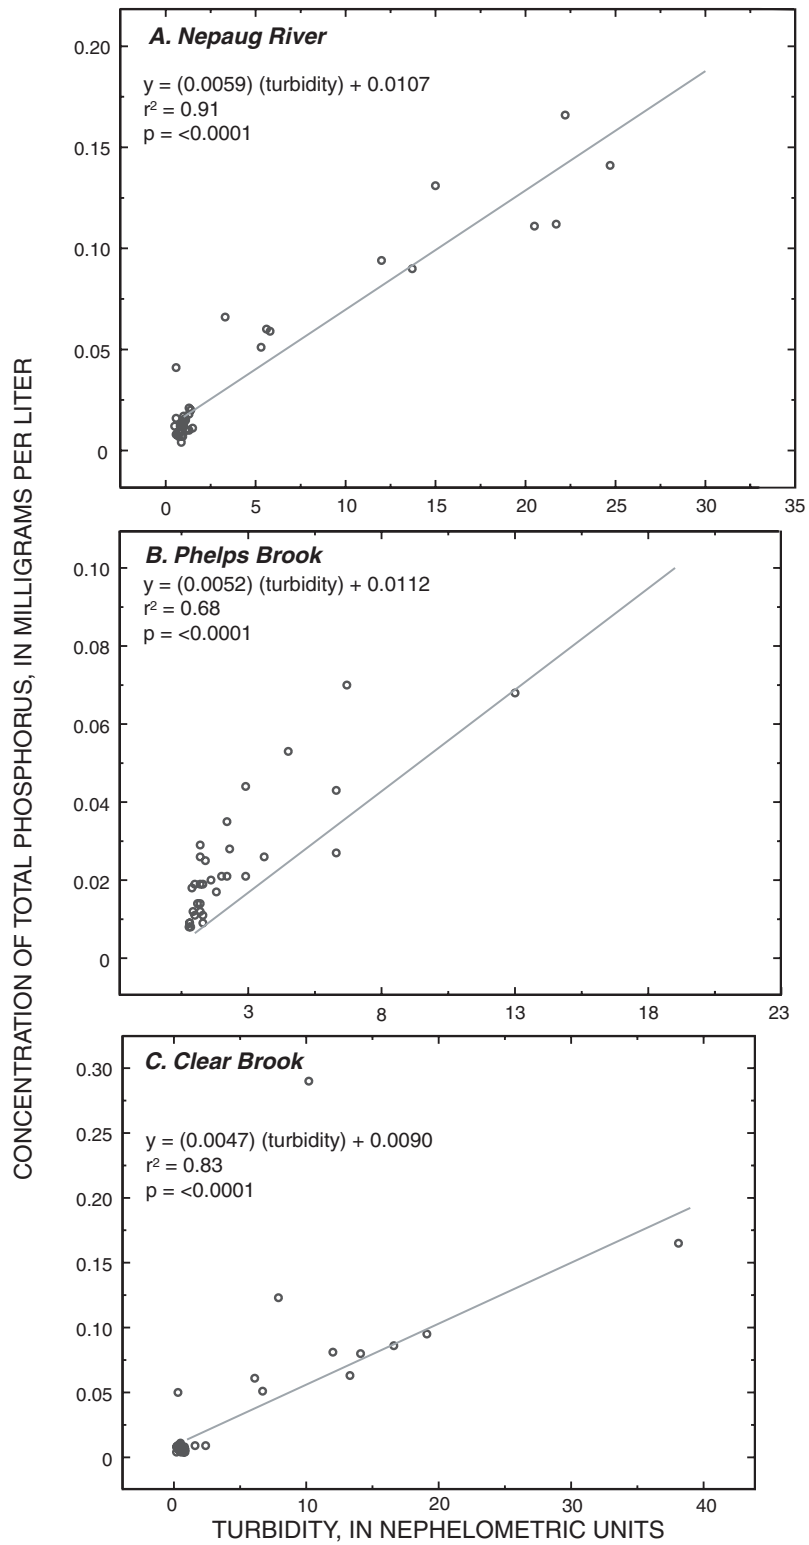 CONCENTRATION OF TOTAL PHOSPHORUS, IN MILLIGRAMS PER LITER
A. Nepaug River
y = (0.0059) (turbidity) + 0.0107
r² = 0.91
p = <0.0001
0.20
0.15
0.10
0.05
0
0 5 10 15 20 25 30 35
B. Phelps Brook
y = (0.0052) (turbidity) + 0.0112
r² = 0.68
p = <0.0001
0.10
0.08
0.06
0.04
0.02
0
3 8 13 18 23
C. Clear Brook
y = (0.0047) (turbidity) + 0.0090
r² = 0.83
p = <0.0001
0.30
0.25
0.20
0.15
0.10
0.05
0
0 10 20 30 40
TURBIDITY, IN NEPHELOMETRIC UNITS